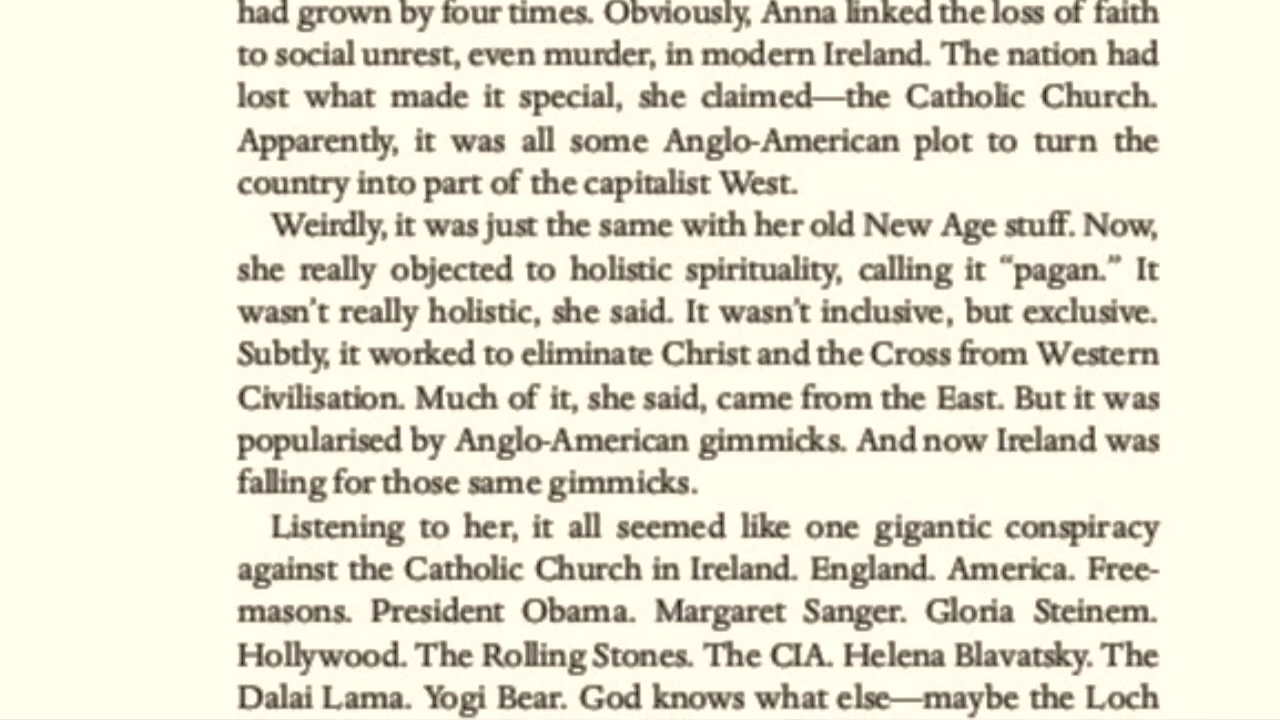 had grown by four times. Obviously, Anna linked the loss of faith
to social unrest, even murder, in modern Ireland. The nation had
lost what made it special, she claimed—the Catholic Church.
Apparently, it was all some Anglo-American plot to turn the
country into part of the capitalist West.
Weirdly, it was just the same with her old New Age stuff. Now,
she really objected to holistic spirituality, calling it “pagan.” It
wasn’t really holistic, she said. It wasn’t inclusive, but exclusive.
Subtly, it worked to eliminate Christ and the Cross from Western
Civilisation. Much of it, she said, came from the East. But it was
popularised by Anglo-American gimmicks. And now Ireland was
falling for those same gimmicks.
Listening to her, it all seemed like one gigantic conspiracy
against the Catholic Church in Ireland. England. America. Free-
masons. President Obama. Margaret Sanger. Gloria Steinem.
Hollywood. The Rolling Stones. The CIA. Helena Blavatsky. The
Dalai Lama. Yogi Bear. God knows what else—maybe the Loch